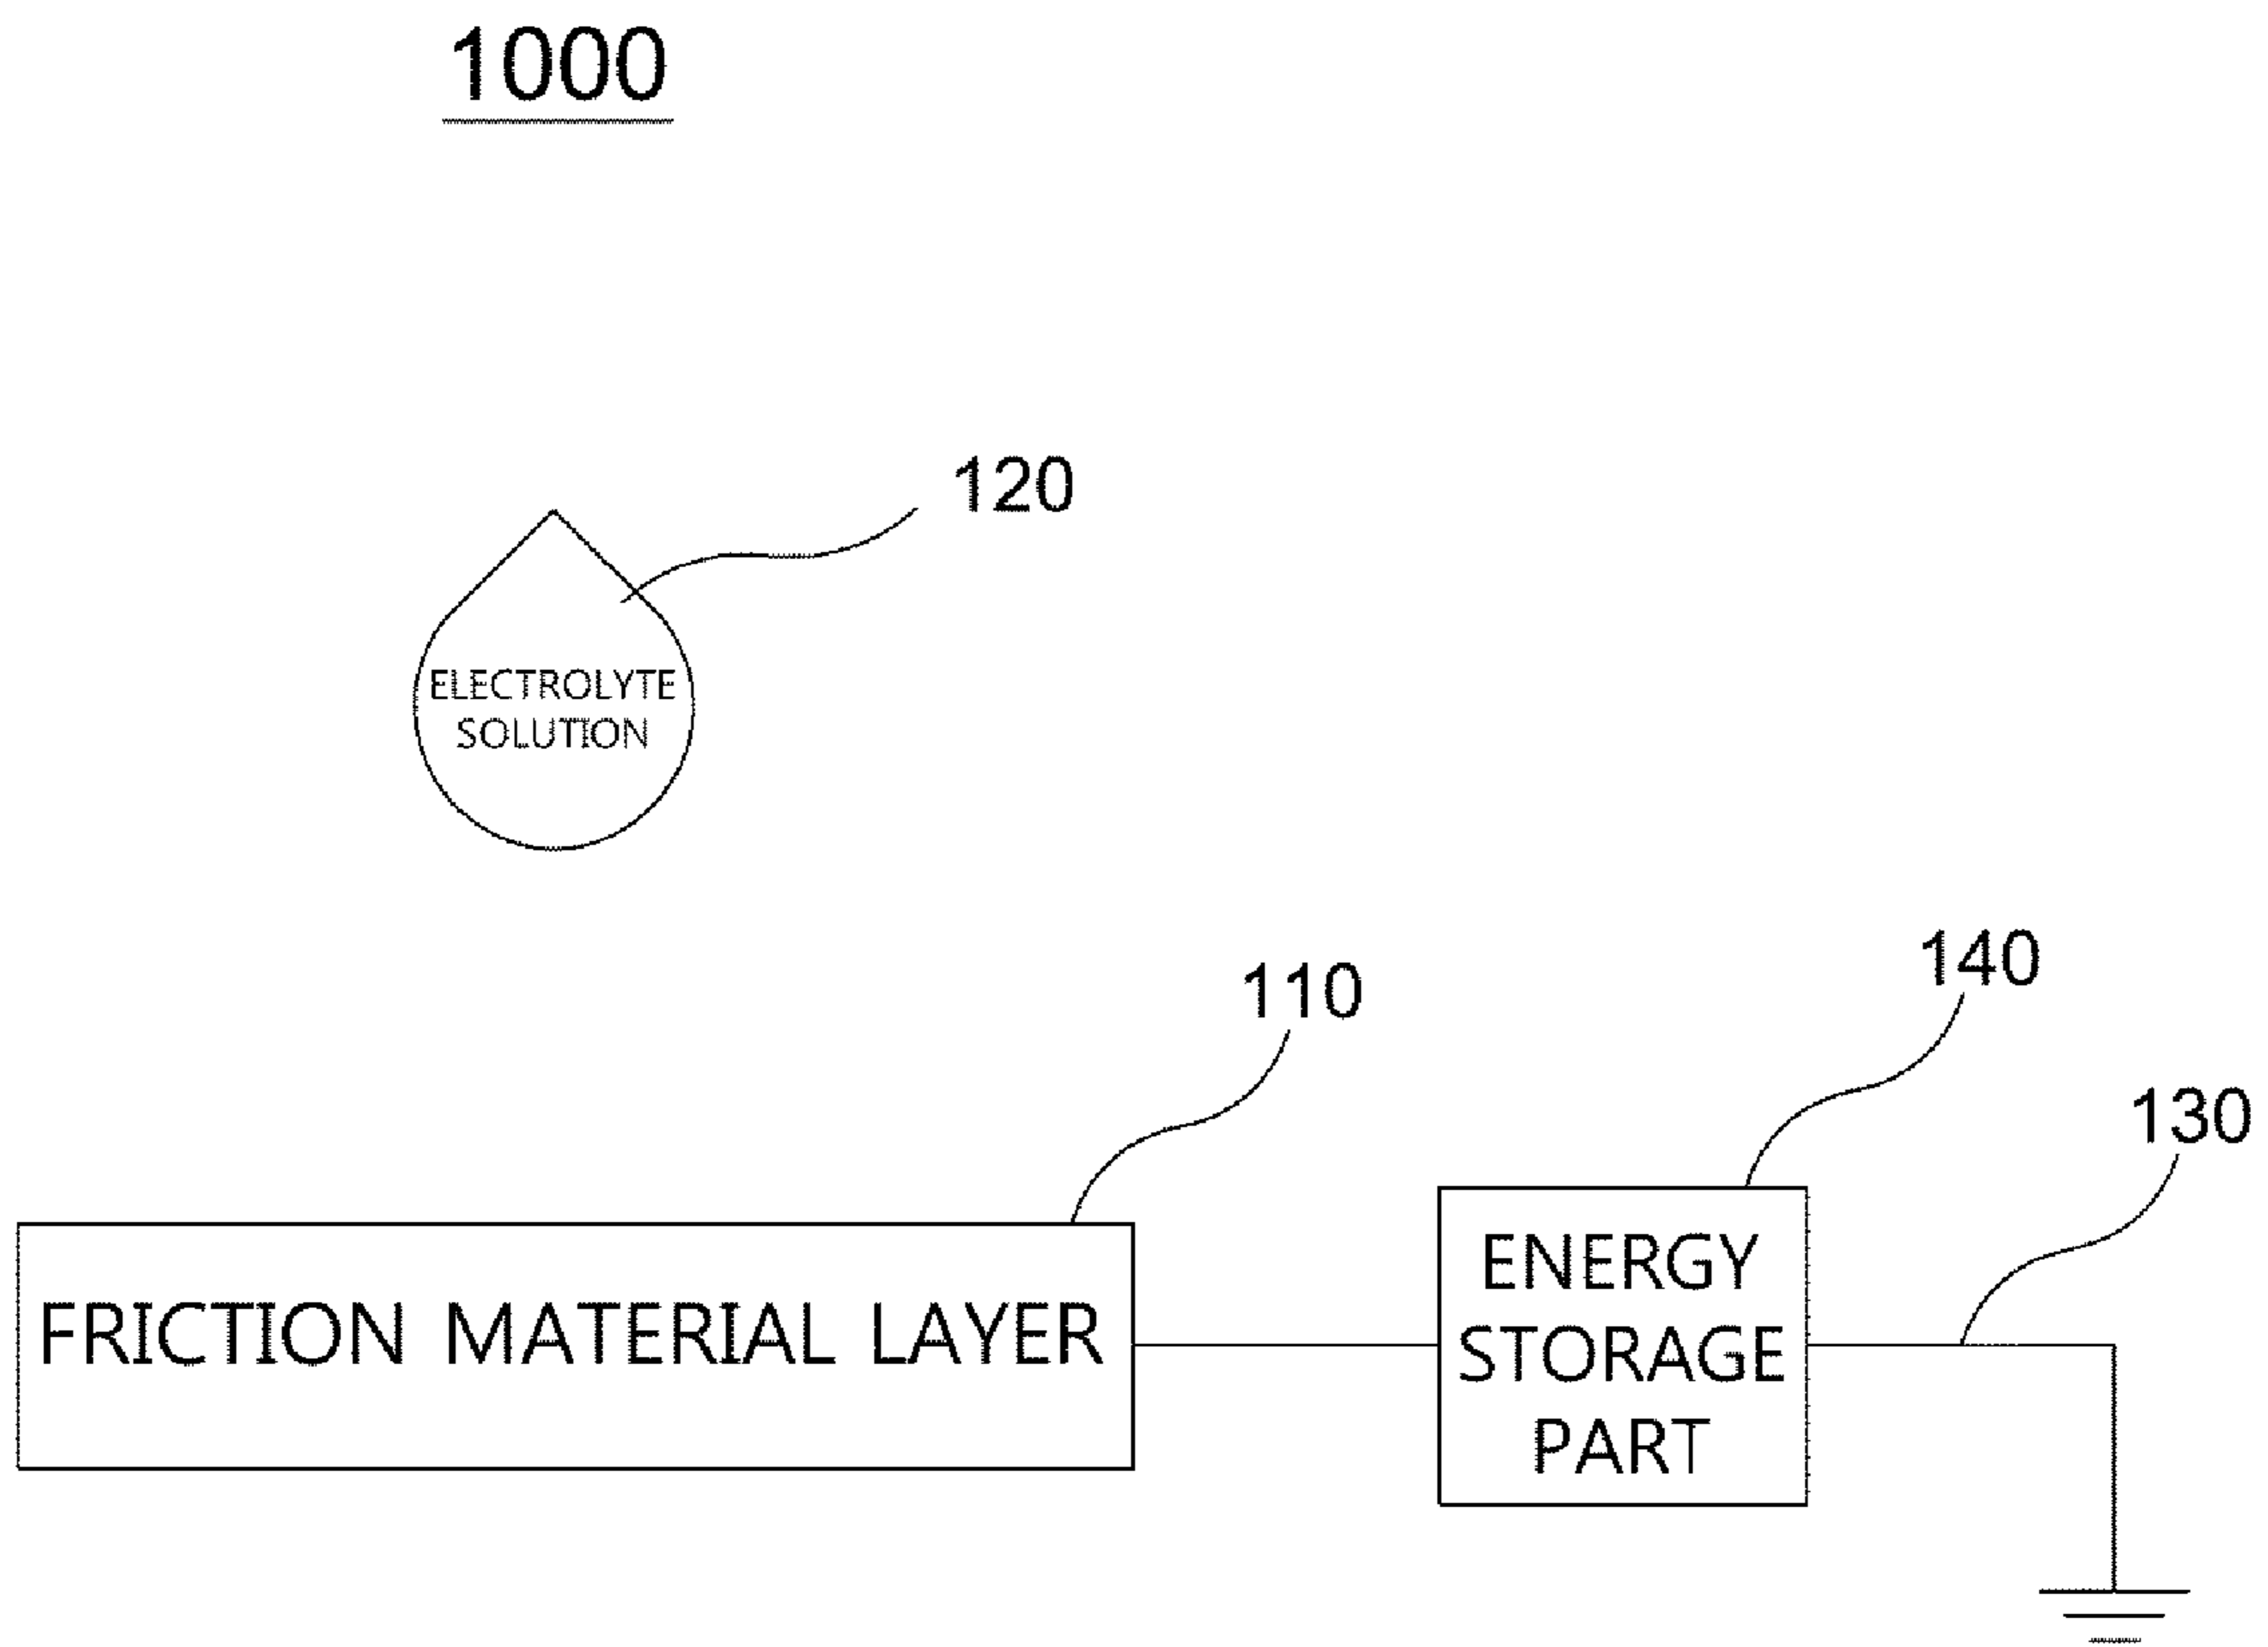 1000
120
ELECTROLYTE
SOLUTION
140
110
130
FRICTION MATERIAL LAYER
ENERGY
STORAGE
PART